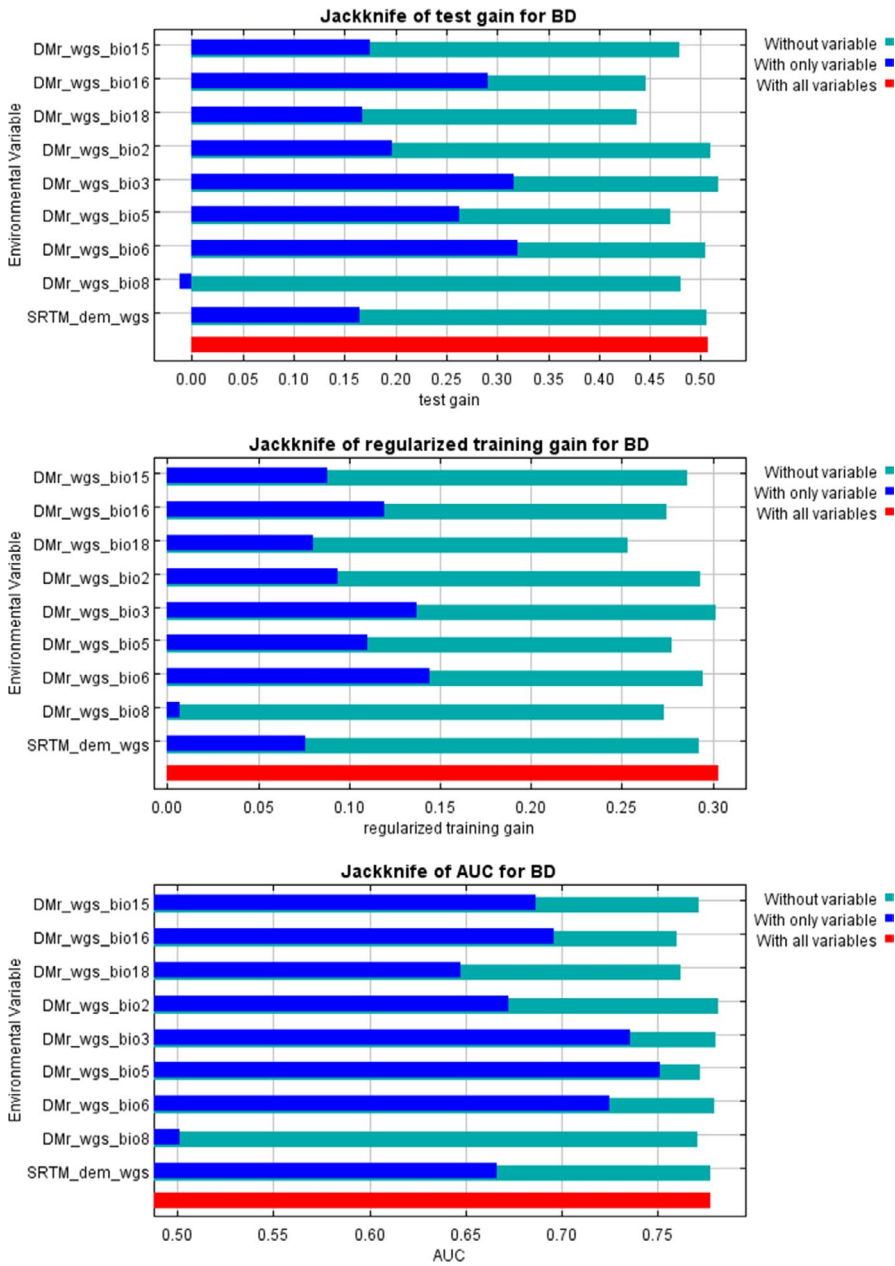 Jackknife of test gain for BD
Environmental Variable
DMr_wgs_bio15
DMr_wgs_bio16
DMr_wgs_bio18
DMr_wgs_bio2
DMr_wgs_bio3
DMr_wgs_bio5
DMr_wgs_bio6
DMr_wgs_bio8
SRTM_dem_wgs
Without variable
With only variable
With all variables
0.00 0.05 0.10 0.15 0.20 0.25 0.30 0.35 0.40 0.45 0.50
test gain
Jackknife of regularized training gain for BD
Environmental Variable
DMr_wgs_bio15
DMr_wgs_bio16
DMr_wgs_bio18
DMr_wgs_bio2
DMr_wgs_bio3
DMr_wgs_bio5
DMr_wgs_bio6
DMr_wgs_bio8
SRTM_dem_wgs
Without variable
With only variable
With all variables
0.00 0.05 0.10 0.15 0.20 0.25 0.30
regularized training gain
Jackknife of AUC for BD
Environmental Variable
DMr_wgs_bio15
DMr_wgs_bio16
DMr_wgs_bio18
DMr_wgs_bio2
DMr_wgs_bio3
DMr_wgs_bio5
DMr_wgs_bio6
DMr_wgs_bio8
SRTM_dem_wgs
Without variable
With only variable
With all variables
0.50 0.55 0.60 0.65 0.70 0.75
AUC